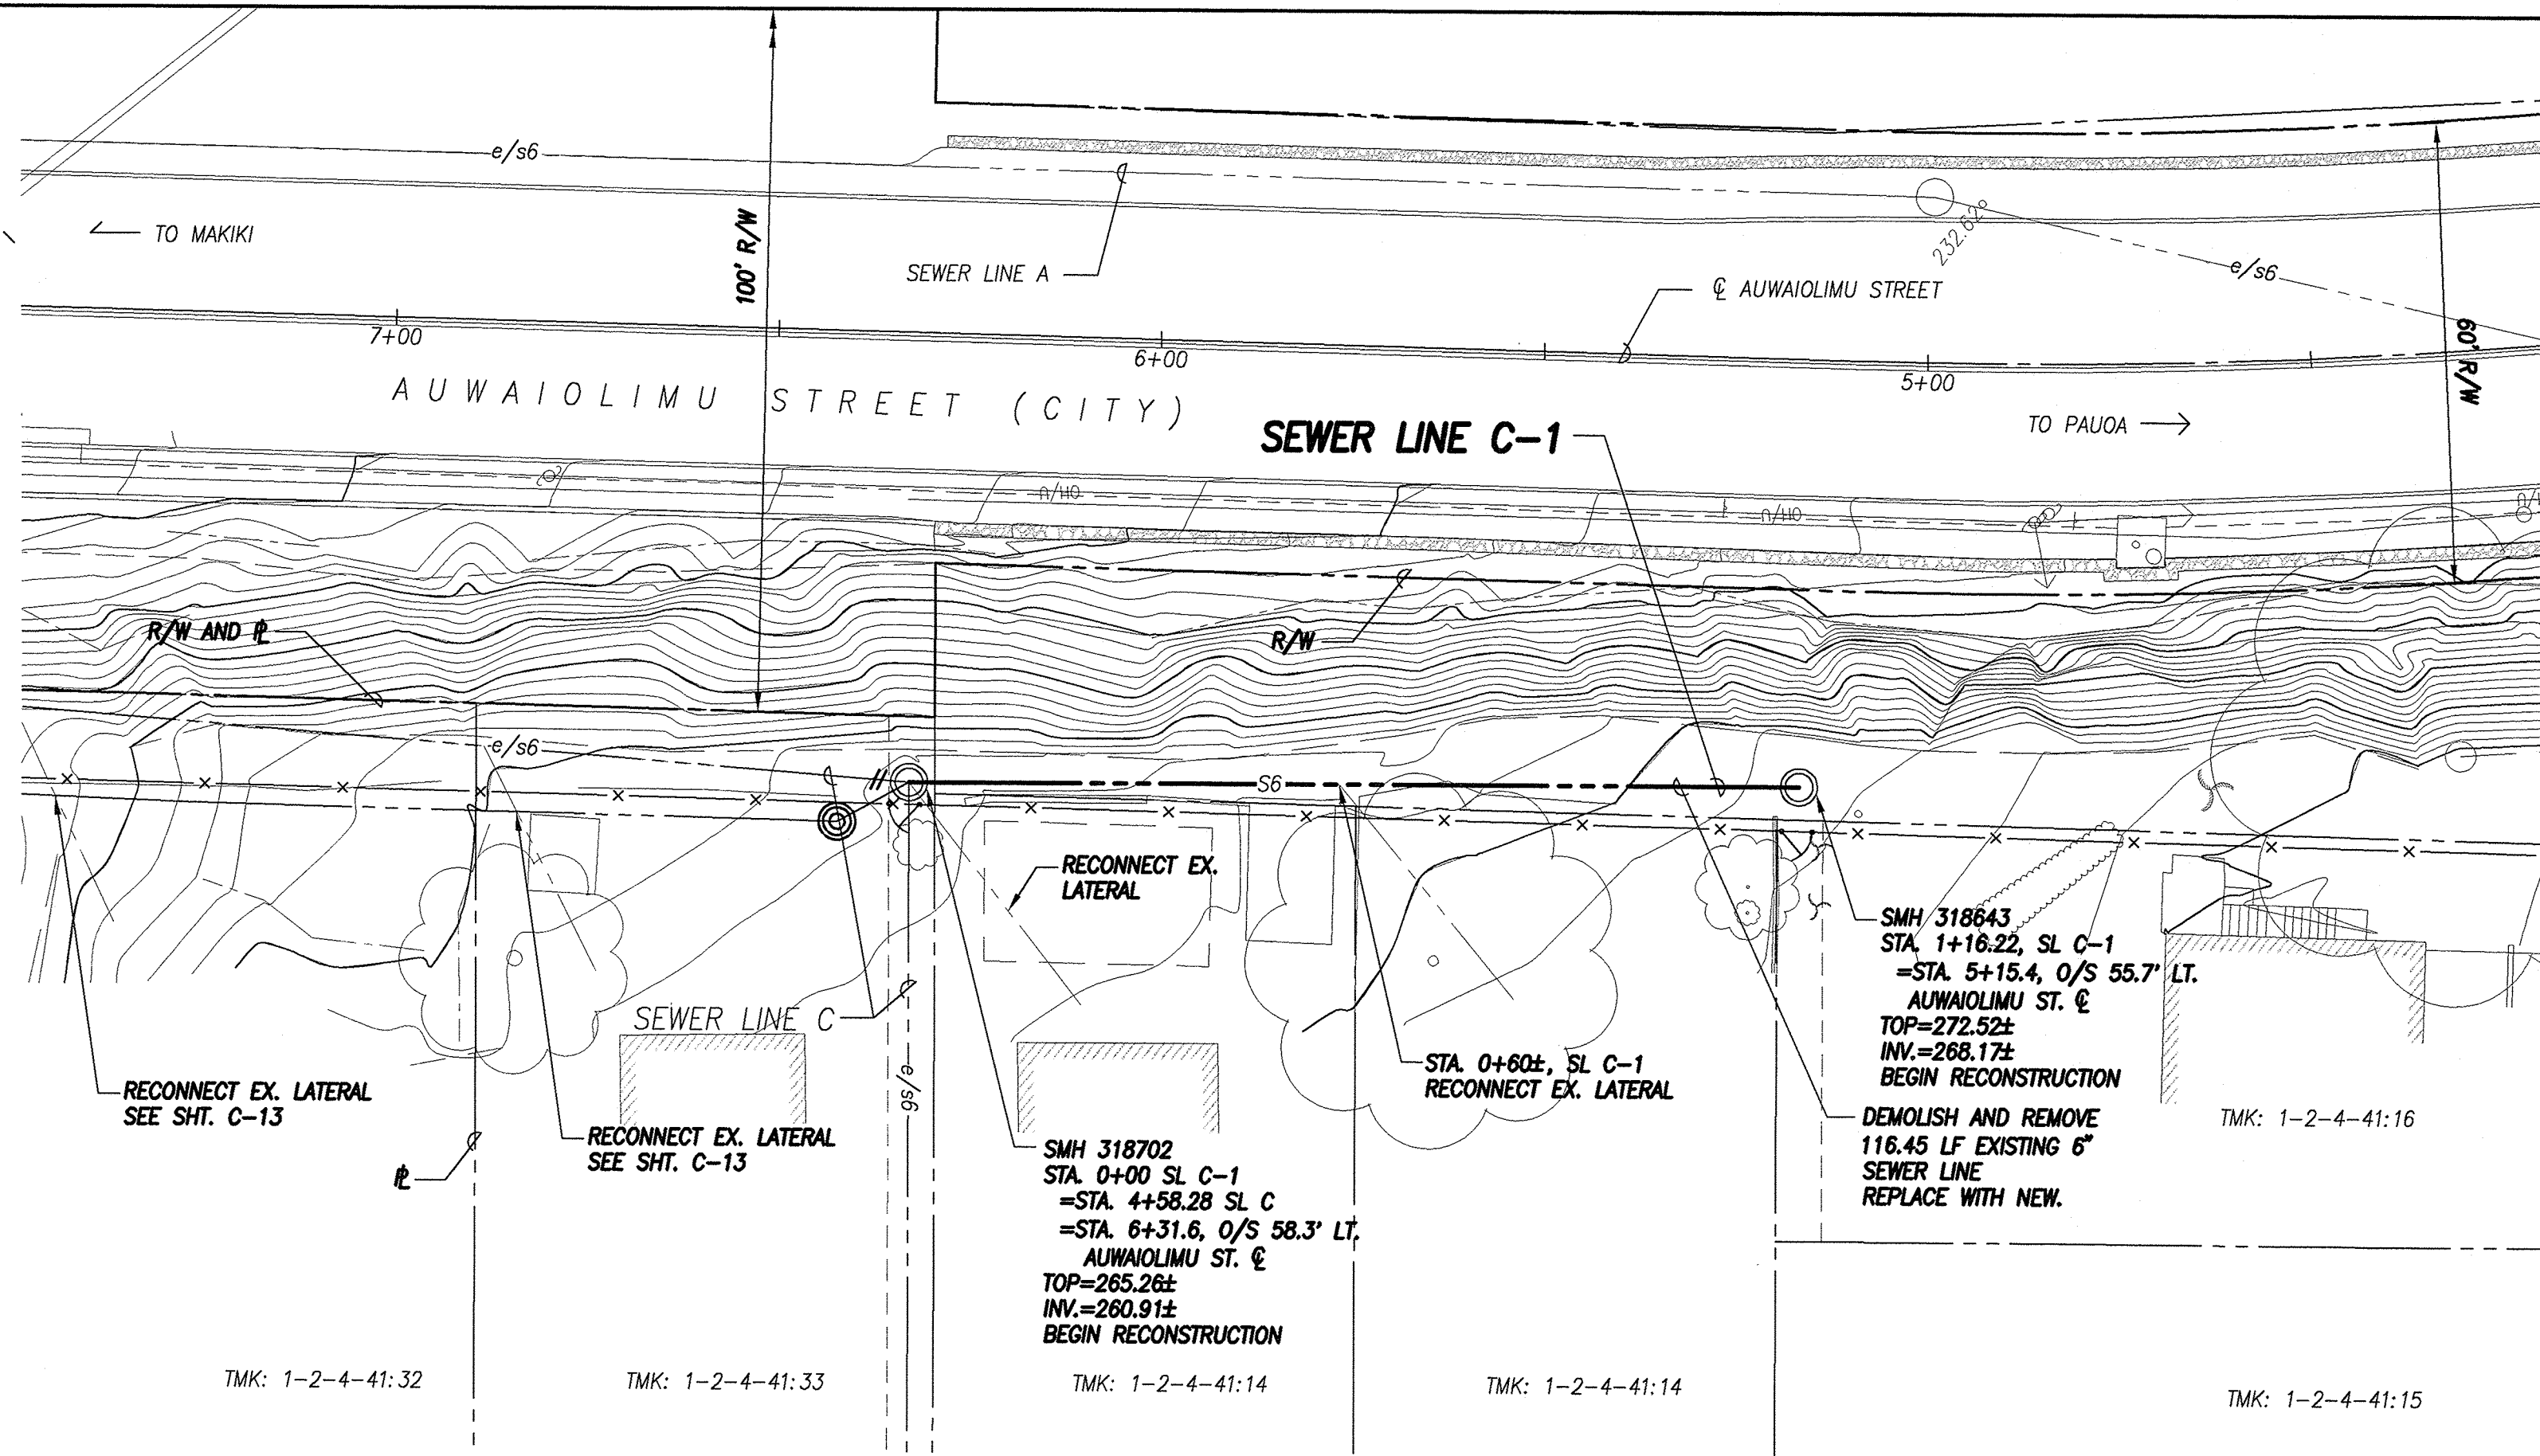 e/s6
100' R/W
← TO MAKIKI
SEWER LINE A
232.62°
e/s6
℄ AUWAIOLIMU STREET
60' R/W
7+00
6+00
5+00
AUWAIOLIMU STREET (CITY)
TO PAUOA →
SEWER LINE C-1
OH/U
OH/U
R/W AND ⅊
R/W
e/s6
//
S6
RECONNECT EX.
LATERAL
SMH 318643
STA. 1+16.22, SL C-1
=STA. 5+15.4, O/S 55.7' LT.
AUWAIOLIMU ST. ℄
TOP=272.52±
INV.=268.17±
BEGIN RECONSTRUCTION
SEWER LINE C
e/s6
STA. 0+60±, SL C-1
RECONNECT EX. LATERAL
RECONNECT EX. LATERAL
SEE SHT. C-13
RECONNECT EX. LATERAL
SEE SHT. C-13
⅊
DEMOLISH AND REMOVE
116.45 LF EXISTING 6"
SEWER LINE
REPLACE WITH NEW.
TMK: 1-2-4-41:16
SMH 318702
STA. 0+00 SL C-1
=STA. 4+58.28 SL C
=STA. 6+31.6, O/S 58.3' LT.
AUWAIOLIMU ST. ℄
TOP=265.26±
INV.=260.91±
BEGIN RECONSTRUCTION
TMK: 1-2-4-41:32
TMK: 1-2-4-41:33
TMK: 1-2-4-41:14
TMK: 1-2-4-41:14
TMK: 1-2-4-41:15